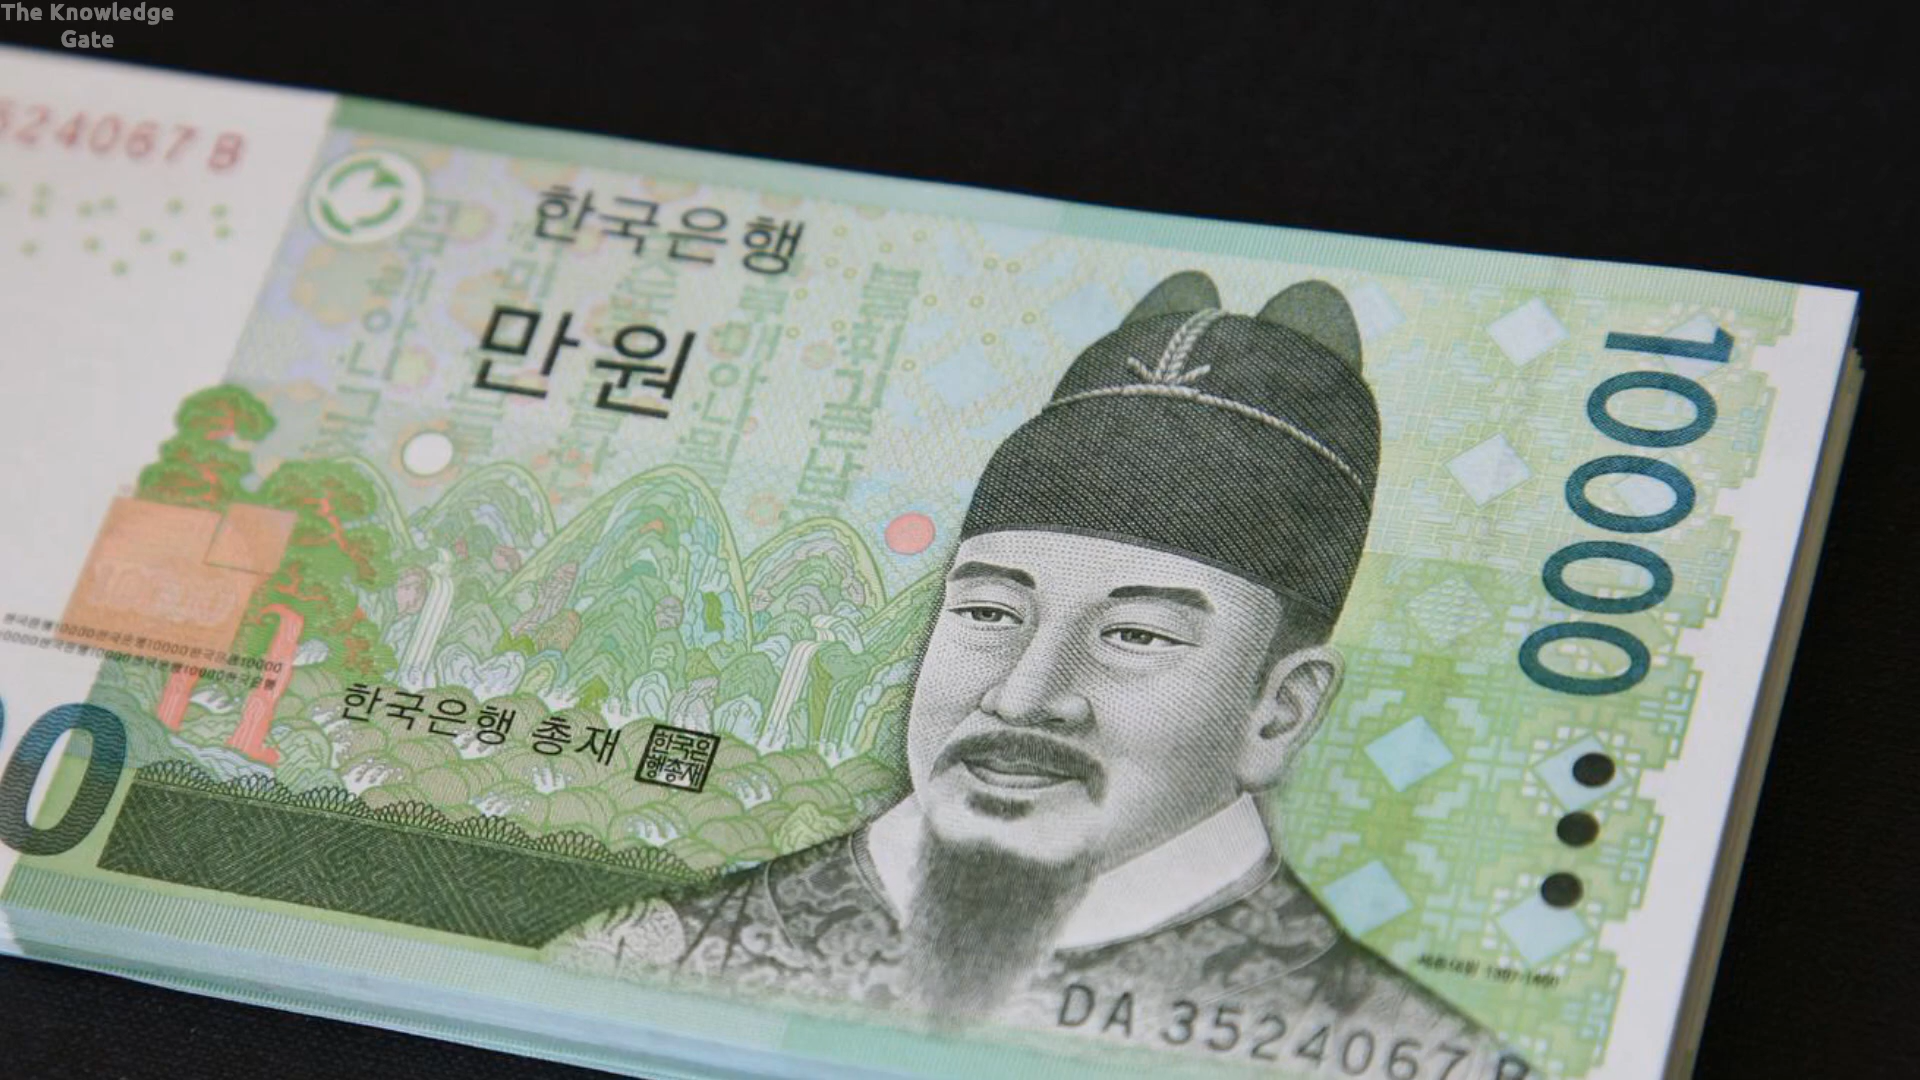 The Knowledge
Gate
524067 B
한국은행
만원
10000
한국은행 총재
한국은
행총재
DA 3524067 B